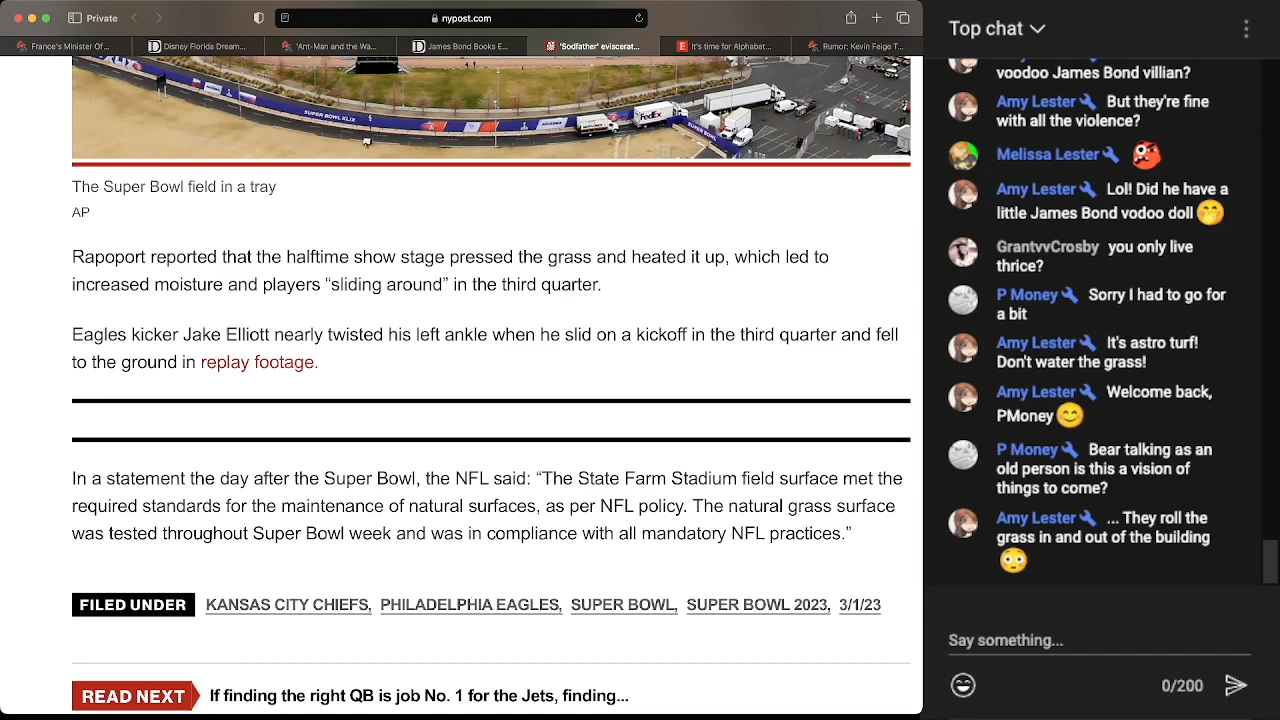 Private
nypost.com
France's Minister Of...
Disney Florida Dream...
'Ant-Man and the Wa...
James Bond Books E...
'Sodfather' eviscerat...
It's time for Alphabet...
Rumor: Kevin Feige T...
SUPER BOWL XLIX
FedEx
SUPER BOWL
The Super Bowl field in a tray
AP
Rapoport reported that the halftime show stage pressed the grass and heated it up, which led to
increased moisture and players “sliding around” in the third quarter.
Eagles kicker Jake Elliott nearly twisted his left ankle when he slid on a kickoff in the third quarter and fell
to the ground in replay footage.
In a statement the day after the Super Bowl, the NFL said: “The State Farm Stadium field surface met the
required standards for the maintenance of natural surfaces, as per NFL policy. The natural grass surface
was tested throughout Super Bowl week and was in compliance with all mandatory NFL practices.”
FILED UNDER KANSAS CITY CHIEFS, PHILADELPHIA EAGLES, SUPER BOWL, SUPER BOWL 2023, 3/1/23
READ NEXT If finding the right QB is job No. 1 for the Jets, finding...
Top chat
voodoo James Bond villian?
Amy Lester But they're fine
with all the violence?
Melissa Lester
Amy Lester Lol! Did he have a
little James Bond vodoo doll
GrantvvCrosby you only live
thrice?
P Money Sorry I had to go for
a bit
Amy Lester It's astro turf!
Don't water the grass!
Amy Lester Welcome back,
PMoney
P Money Bear talking as an
old person is this a vision of
things to come?
Amy Lester ... They roll the
grass in and out of the building
Say something...
0/200